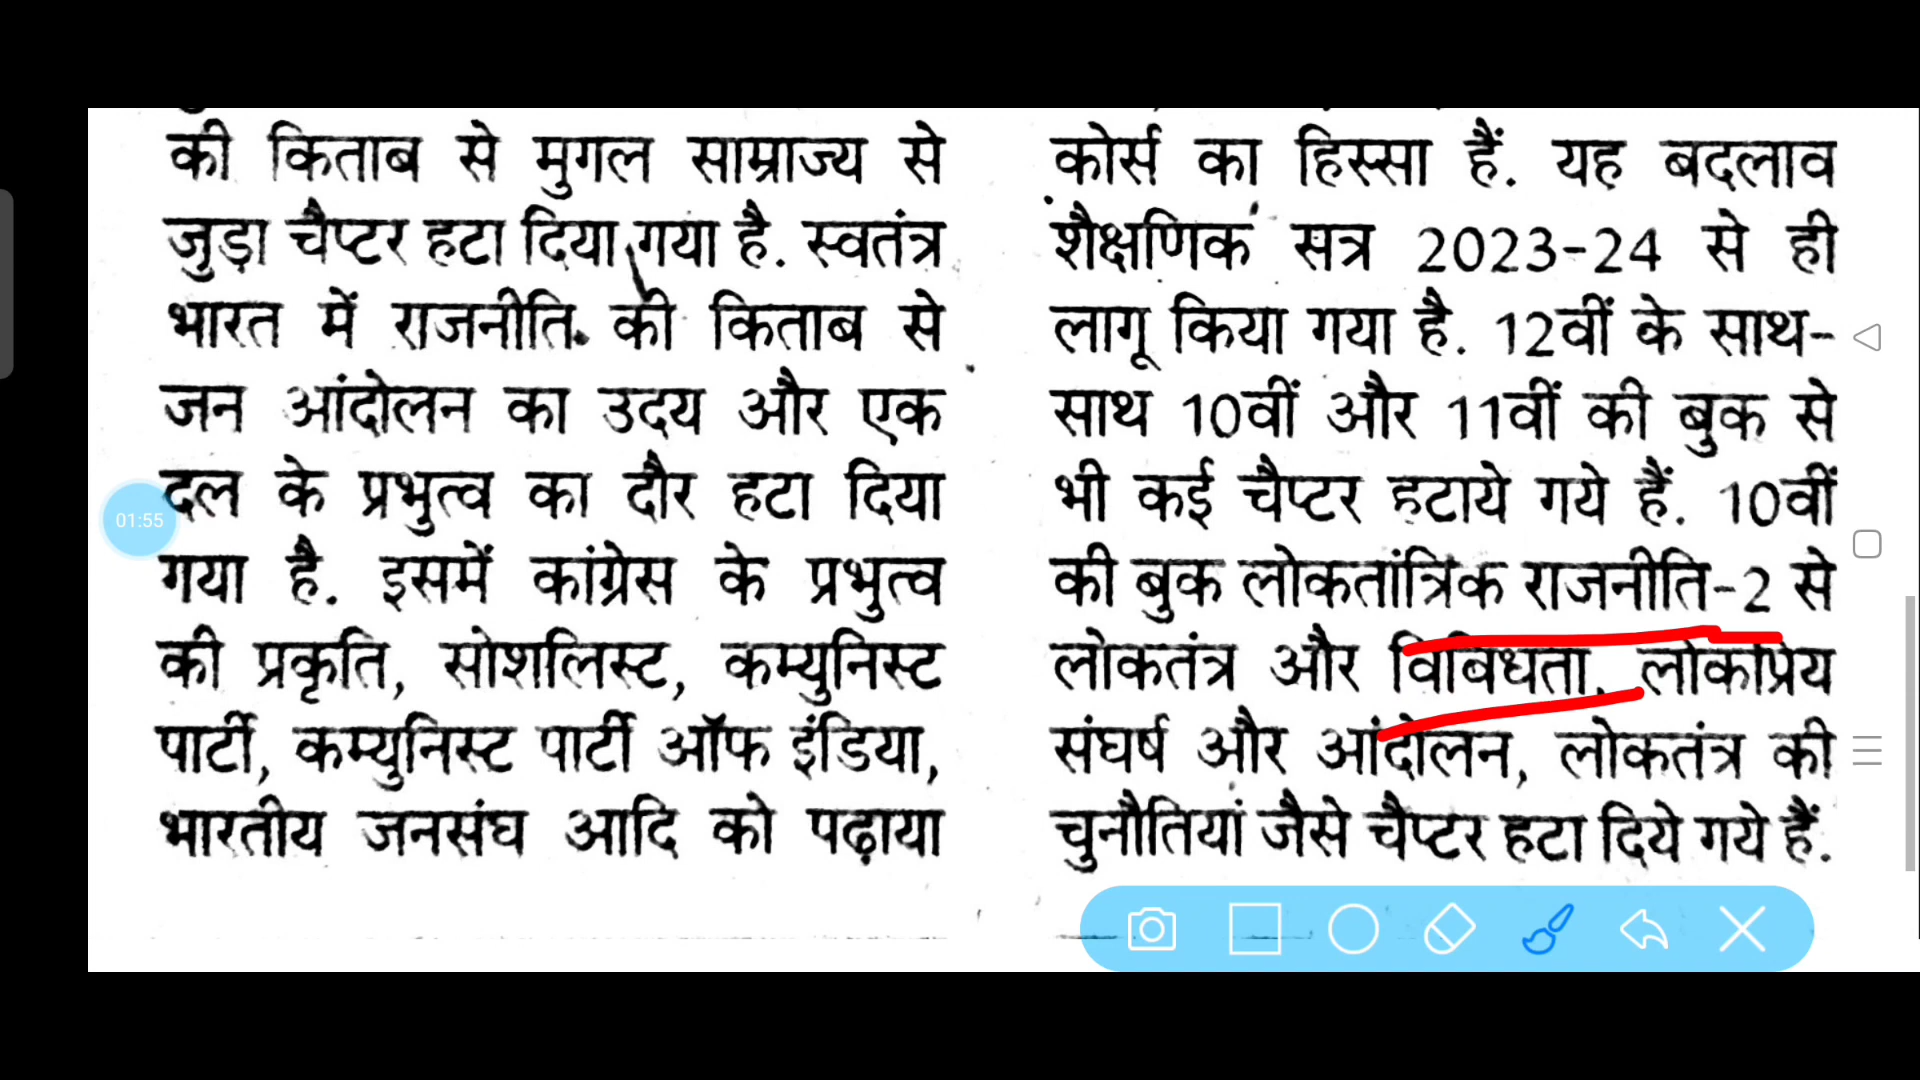 की किताब से मुगल साम्राज्य से
जुड़ा चैप्टर हटा दिया गया है. स्वतंत्र
भारत में राजनीति की किताब से
जन आंदोलन का उदय और एक
दल के प्रभुत्व का दौर हटा दिया
गया है. इसमें कांग्रेस के प्रभुत्व
की प्रकृति, सोशलिस्ट, कम्युनिस्ट
पार्टी, कम्युनिस्ट पार्टी ऑफ इंडिया,
भारतीय जनसंघ आदि को पढ़ाया
कोर्स का हिस्सा हैं. यह बदलाव
शैक्षणिक सत्र 2023-24 से ही
लागू किया गया है. 12वीं के साथ-
साथ 10वीं और 11वीं की बुक से
भी कई चैप्टर हटाये गये हैं. 10वीं
की बुक लोकतांत्रिक राजनीति-2 से
लोकतंत्र और विबिधता, लोकप्रिय
संघर्ष और आंदोलन, लोकतंत्र की
चुनौतियां जैसे चैप्टर हटा दिये गये हैं.
01:55